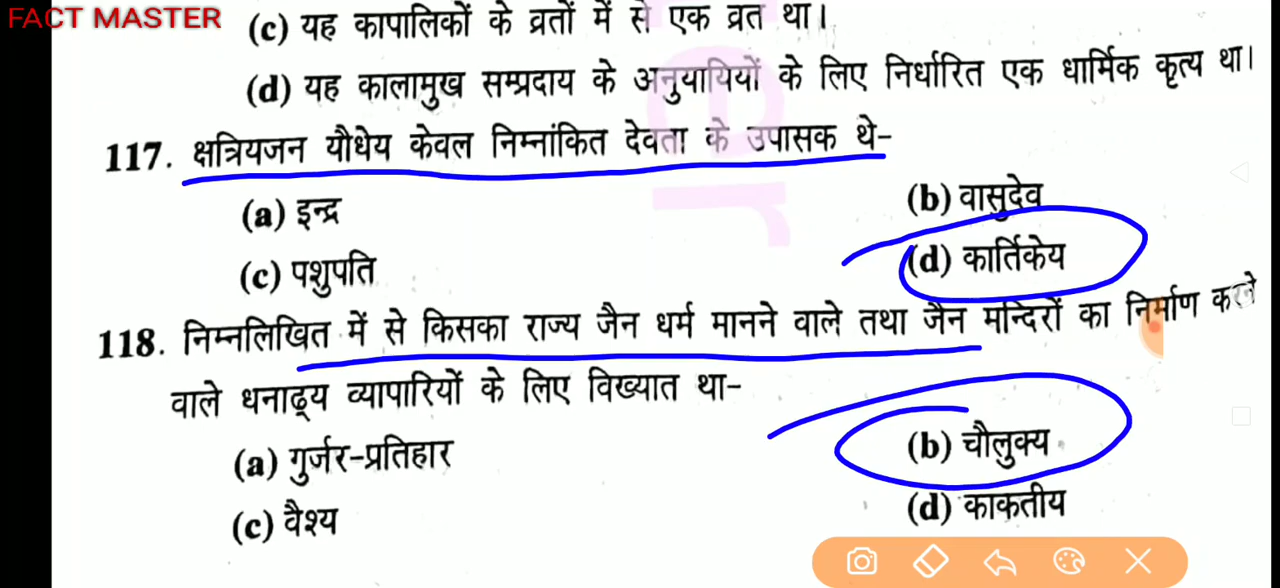 FACT MASTER
(c) यह कापालिकों के व्रतों में से एक व्रत था।
(d) यह कालामुख सम्प्रदाय के अनुयायियों के लिए निर्धारित एक धार्मिक कृत्य था।
117. क्षत्रियजन यौधेय केवल निम्नांकित देवता के उपासक थे-
(a) इन्द्र (b) वासुदेव
(c) पशुपति (d) कार्तिकेय
118. निम्नलिखित में से किसका राज्य जैन धर्म मानने वाले तथा जैन मन्दिरों का निर्माण करने
वाले धनाढ्य व्यापारियों के लिए विख्यात था-
(a) गुर्जर-प्रतिहार (b) चौलुक्य
(c) वैश्य (d) काकतीय